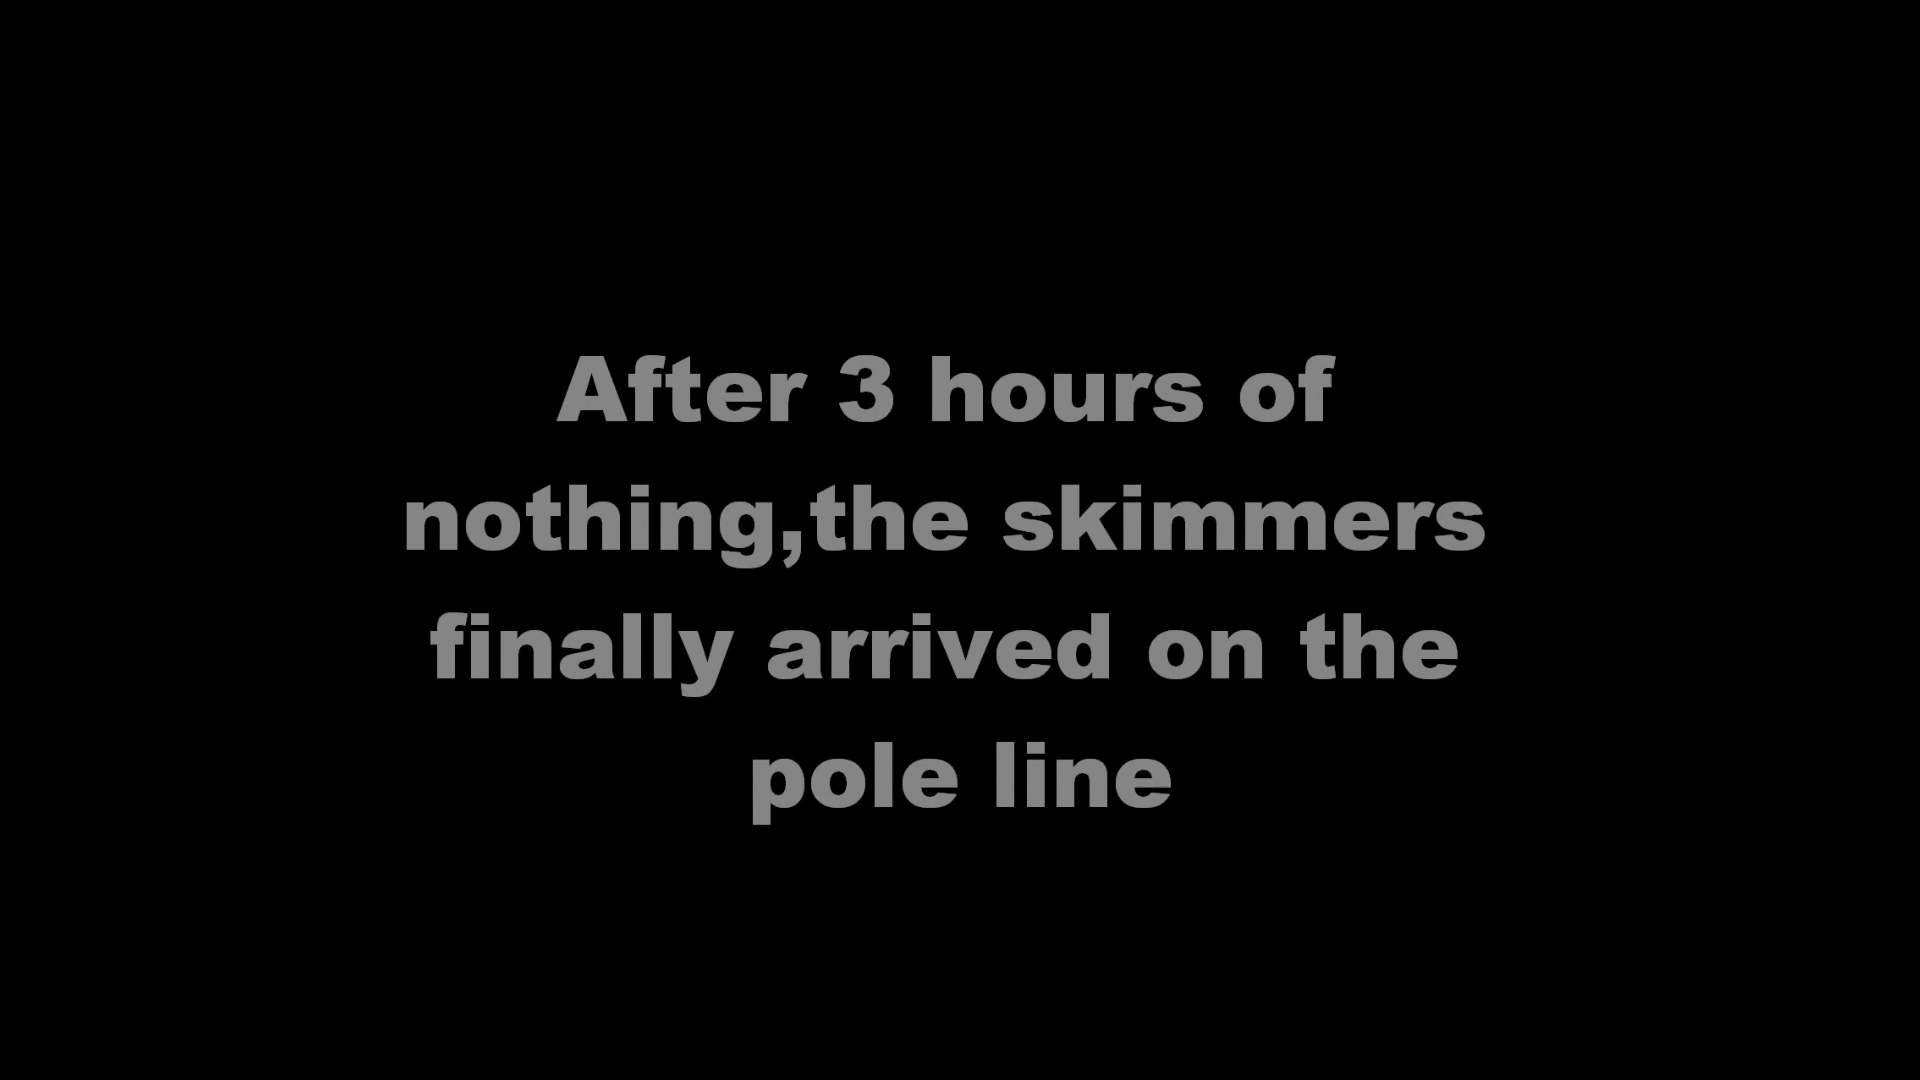 After 3 hours of
nothing,the skimmers
finally arrived on the
pole line